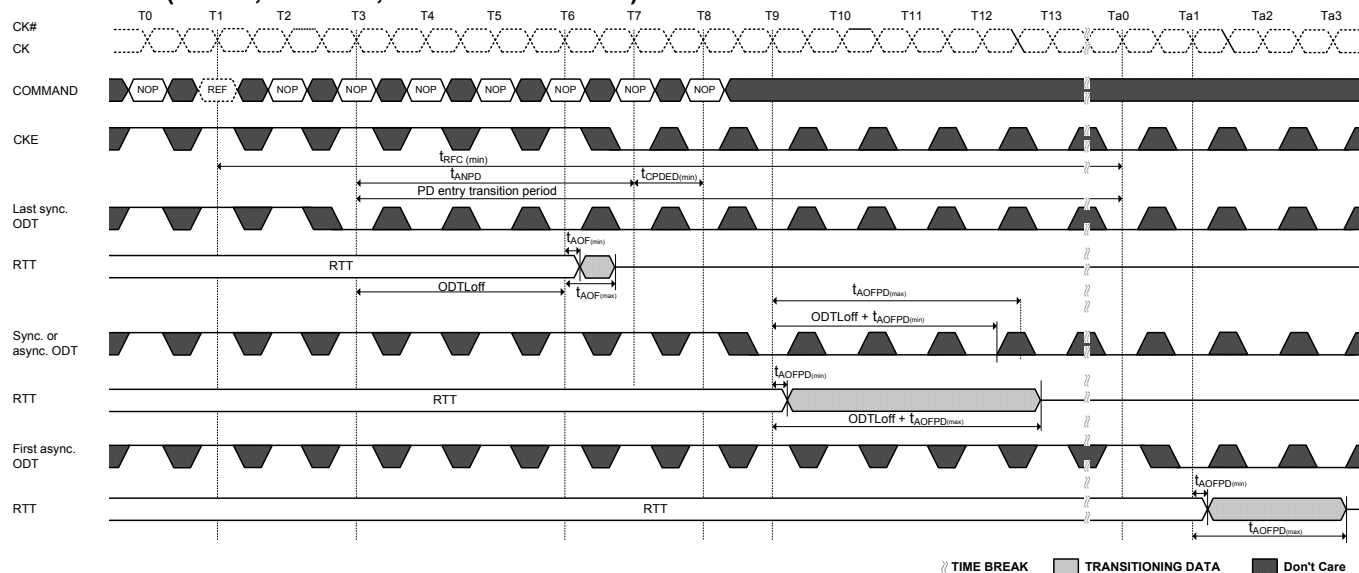 T0 T1 T2 T3 T4 T5 T6 T7 T8 T9 T10 T11 T12 T13 Ta0 Ta1 Ta2 Ta3
CK#
CK
COMMAND
NOP REF NOP NOP NOP NOP NOP NOP NOP
CKE
tRFC (min)
tANPD tCPDED(min)
PD entry transition period
Last sync.
ODT
tAOF(min)
RTT
RTT
ODTLoff
tAOF(max)
tAOFPD(max)
ODTLoff + tAOFPD(min)
Sync. or
async. ODT
tAOFPD(min)
RTT
RTT
ODTLoff + tAOFPD(max)
First async.
ODT
tAOFPD(min)
RTT
RTT
tAOFPD(max)
TIME BREAK TRANSITIONING DATA Don't Care